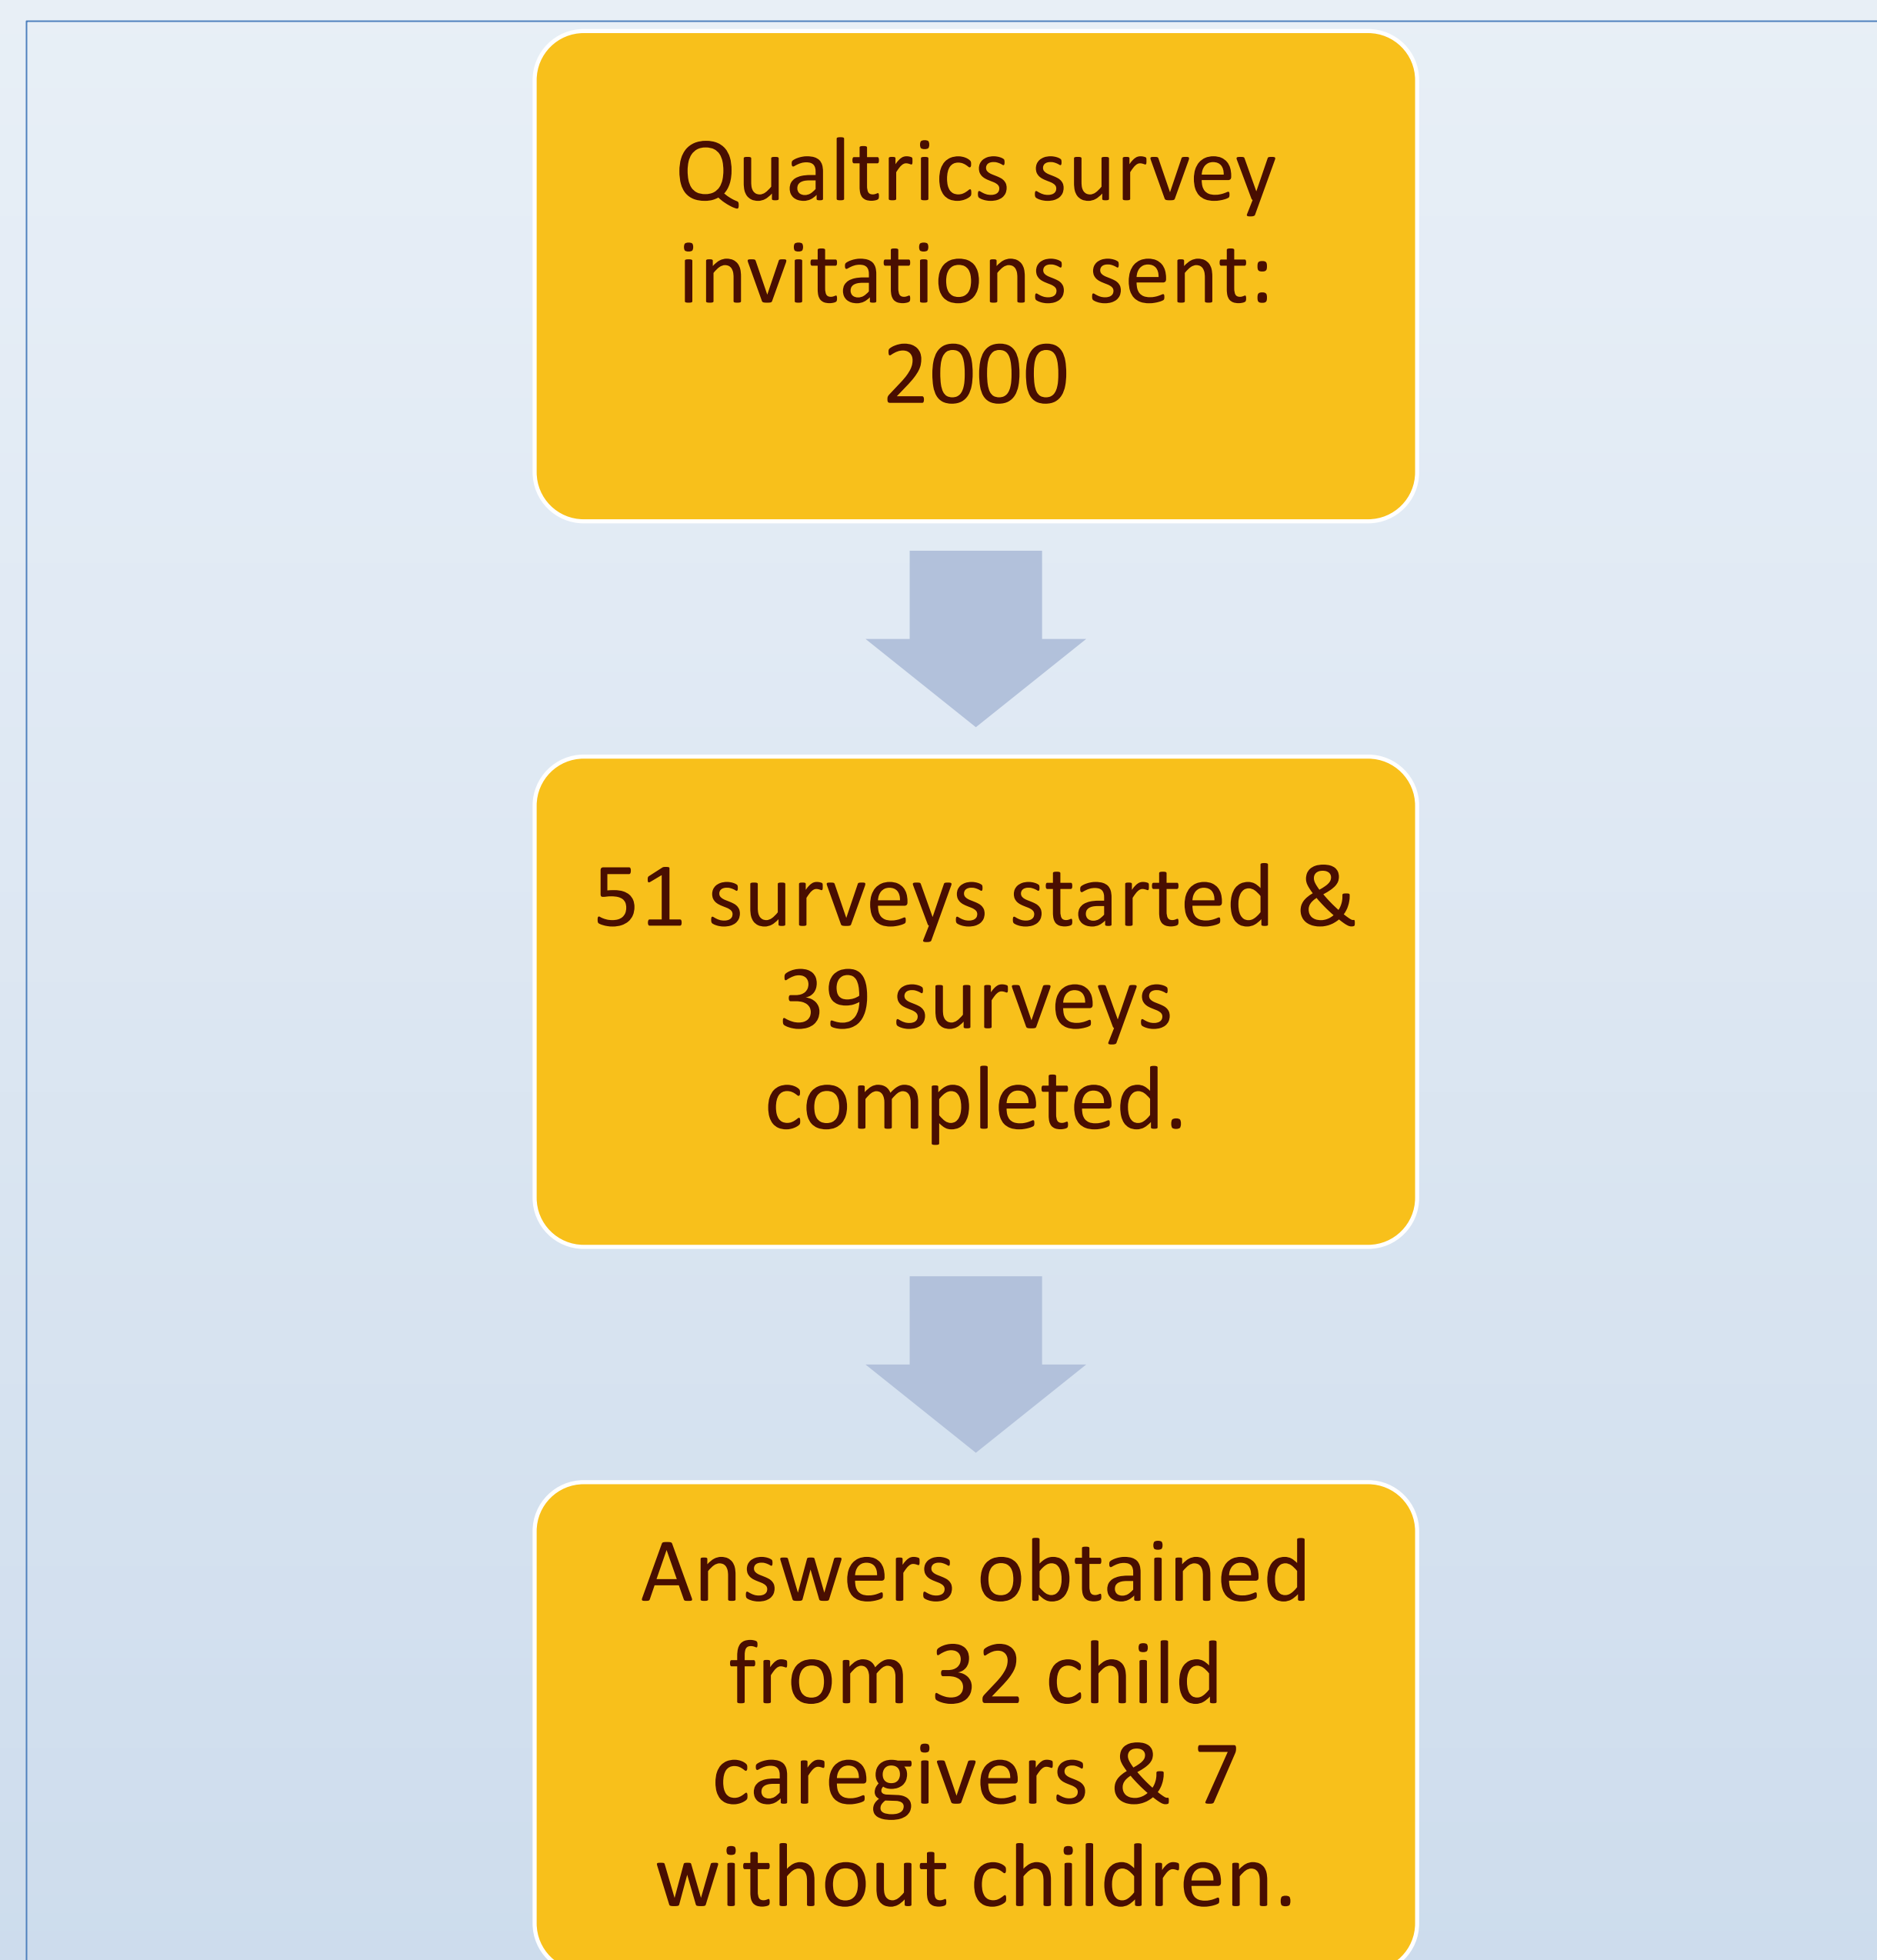 Qualtrics survey
invitations sent:
2000
51 surveys started &
39 surveys
completed.
Answers obtained
from 32 child
caregivers & 7
without children.